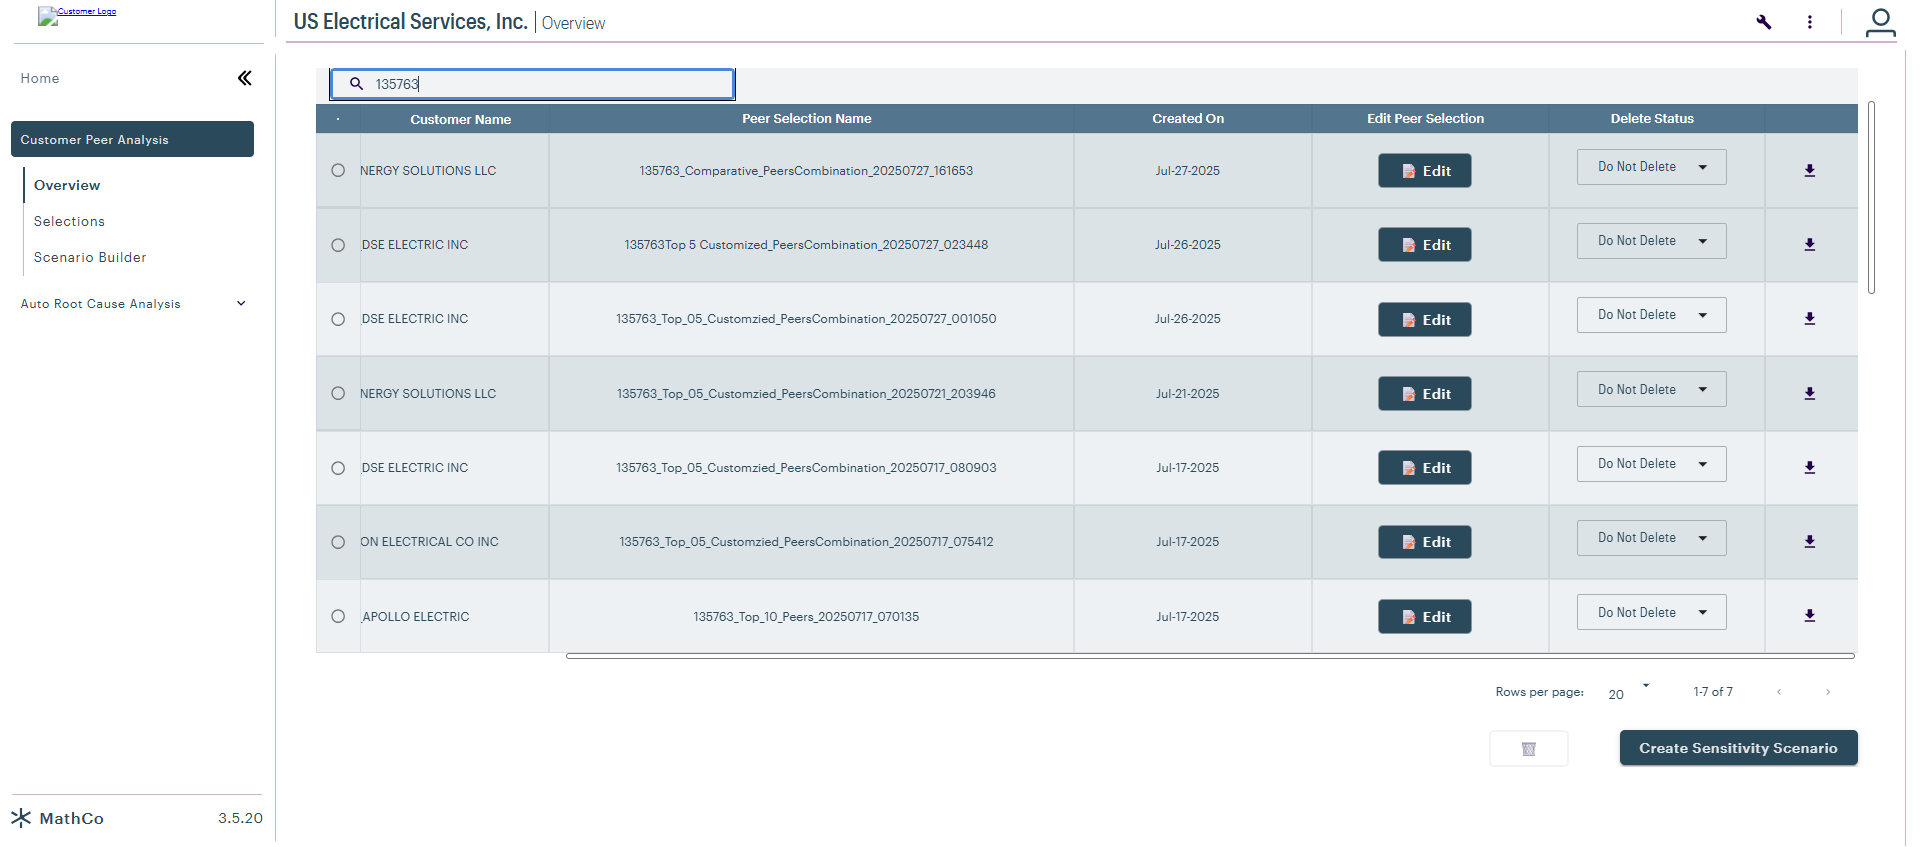 Customer Logo
US Electrical Services, Inc. Overview
Home
135763
Customer Name Peer Selection Name Created On Edit Peer Selection Delete Status
Customer Peer Analysis
NERGY SOLUTIONS LLC 135763_Comparative_PeersCombination_20250727_161653 Jul-27-2025 Edit Do Not Delete
Overview
Selections
DSE ELECTRIC INC 135763Top 5 Customized_PeersCombination_20250727_023448 Jul-26-2025 Edit Do Not Delete
Scenario Builder
Auto Root Cause Analysis
DSE ELECTRIC INC 135763_Top_05_Customzied_PeersCombination_20250727_001050 Jul-26-2025 Edit Do Not Delete
NERGY SOLUTIONS LLC 135763_Top_05_Customzied_PeersCombination_20250721_203946 Jul-21-2025 Edit Do Not Delete
DSE ELECTRIC INC 135763_Top_05_Customzied_PeersCombination_20250717_080903 Jul-17-2025 Edit Do Not Delete
ON ELECTRICAL CO INC 135763_Top_05_Customzied_PeersCombination_20250717_075412 Jul-17-2025 Edit Do Not Delete
_APOLLO ELECTRIC 135763_Top_10_Peers_20250717_070135 Jul-17-2025 Edit Do Not Delete
Rows per page: 20 1-7 of 7
Create Sensitivity Scenario
MathCo 3.5.20